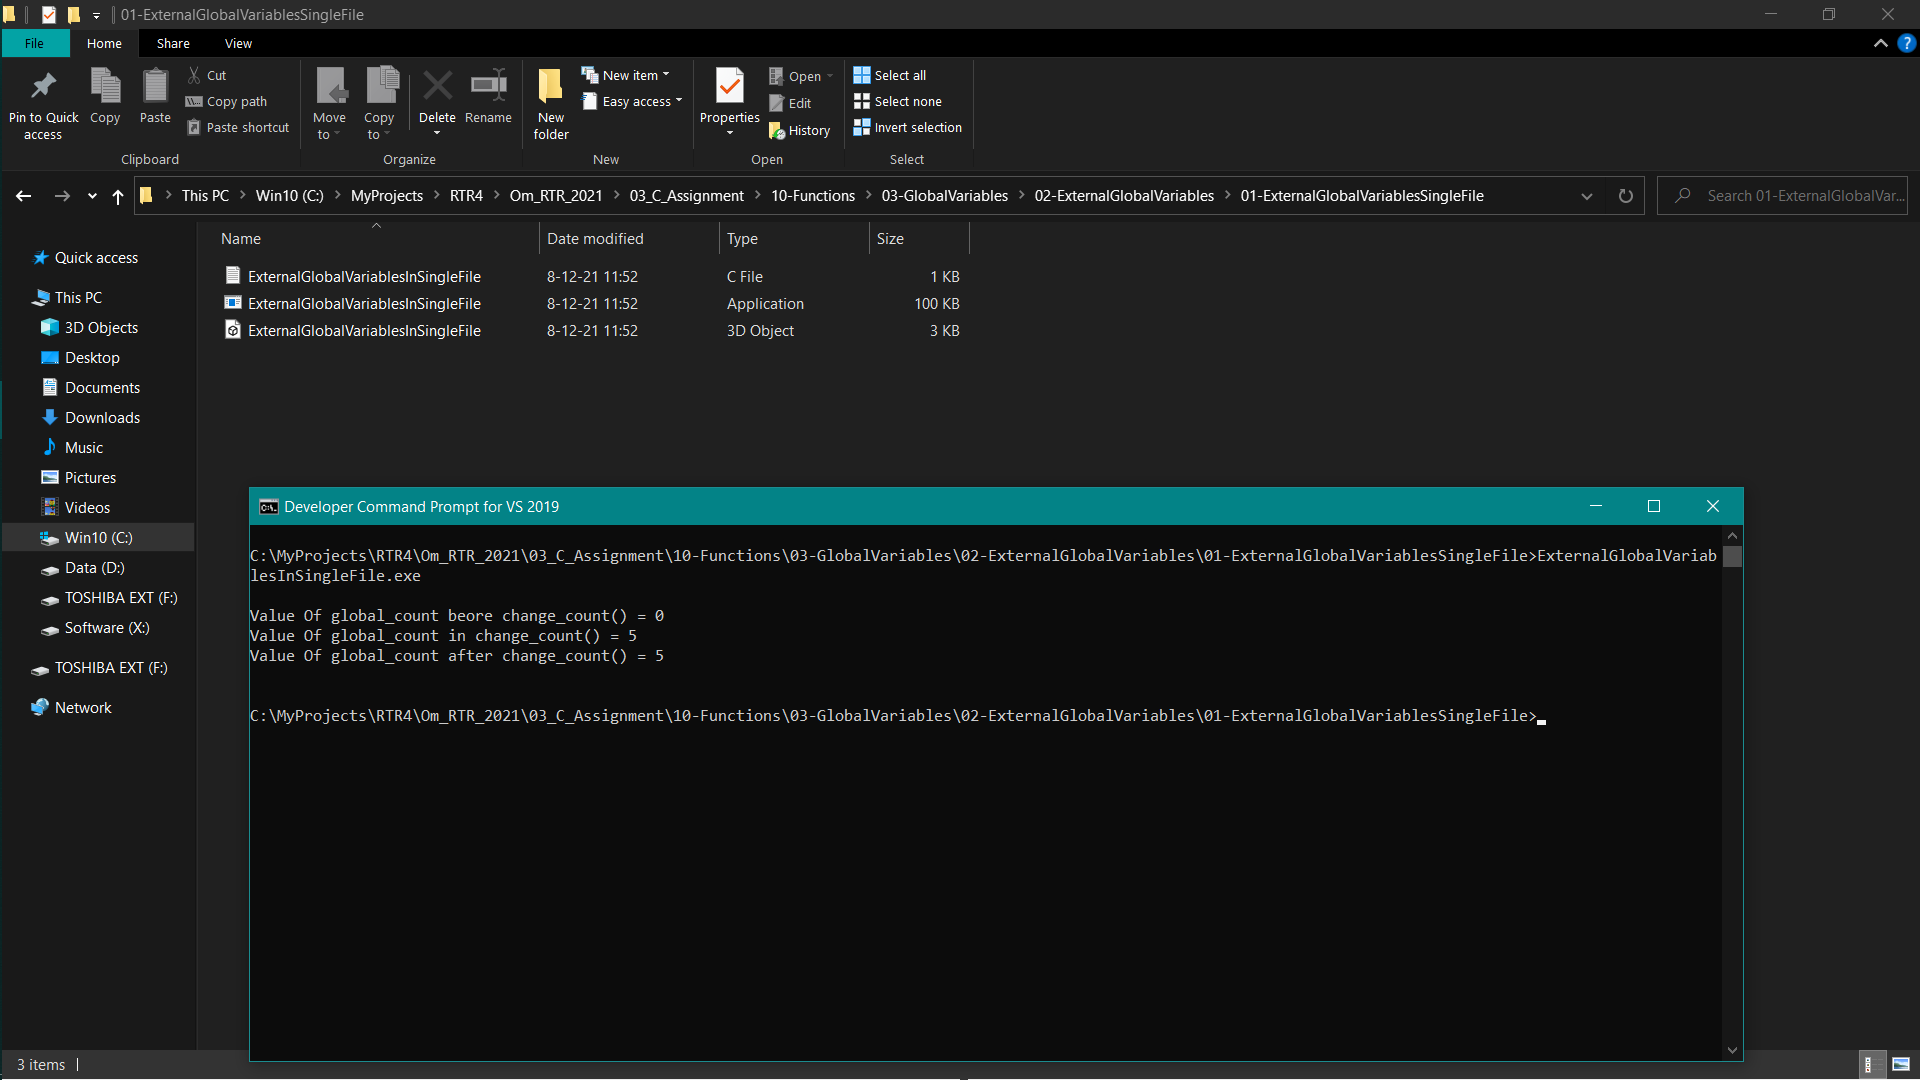 01-ExternalGlobalVariablesSingleFile
File Home Share View
Pin to Quick access
Copy
Paste
Cut
Copy path
Paste shortcut
Clipboard
Move to
Copy to
Delete
Rename
Organize
New folder
New item
Easy access
New
Properties
Open
Edit
History
Open
Select all
Select none
Invert selection
Select
This PC > Win10 (C:) > MyProjects > RTR4 > Om_RTR_2021 > 03_C_Assignment > 10-Functions > 03-GlobalVariables > 02-ExternalGlobalVariables > 01-ExternalGlobalVariablesSingleFile
Search 01-ExternalGlobalVar...
Name Date modified Type Size
ExternalGlobalVariablesInSingleFile 8-12-21 11:52 C File 1 KB
ExternalGlobalVariablesInSingleFile 8-12-21 11:52 Application 100 KB
ExternalGlobalVariablesInSingleFile 8-12-21 11:52 3D Object 3 KB
Quick access
This PC
3D Objects
Desktop
Documents
Downloads
Music
Pictures
Videos
Win10 (C:)
Data (D:)
TOSHIBA EXT (F:)
Software (X:)
TOSHIBA EXT (F:)
Network
Developer Command Prompt for VS 2019
C:\MyProjects\RTR4\Om_RTR_2021\03_C_Assignment\10-Functions\03-GlobalVariables\02-ExternalGlobalVariables\01-ExternalGlobalVariablesSingleFile>ExternalGlobalVariab
lesInSingleFile.exe
Value Of global_count beore change_count() = 0
Value Of global_count in change_count() = 5
Value Of global_count after change_count() = 5
C:\MyProjects\RTR4\Om_RTR_2021\03_C_Assignment\10-Functions\03-GlobalVariables\02-ExternalGlobalVariables\01-ExternalGlobalVariablesSingleFile>
3 items